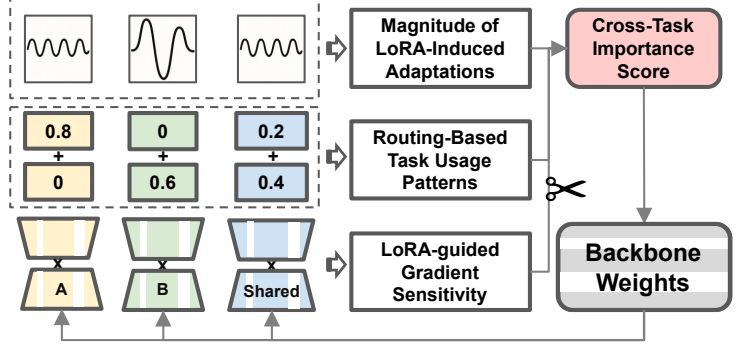 Magnitude of
LoRA-Induced
Adaptations
Cross-Task
Importance
Score
0.8
+
0
0
+
0.6
0.2
+
0.4
Routing-Based
Task Usage
Patterns
x
A
x
B
x
Shared
LoRA-guided
Gradient
Sensitivity
Backbone
Weights